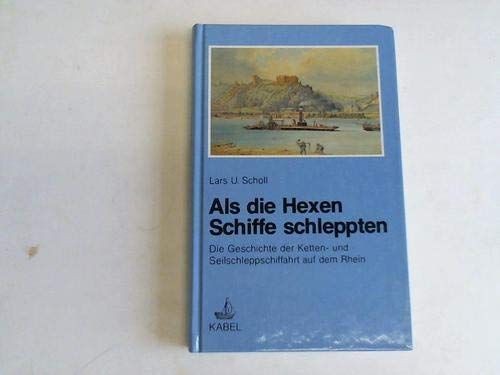 Lars U. Scholl
Als die Hexen
Schiffe schleppten
Die Geschichte der Ketten- und
Seilschleppschiffahrt auf dem Rhein
KABEL